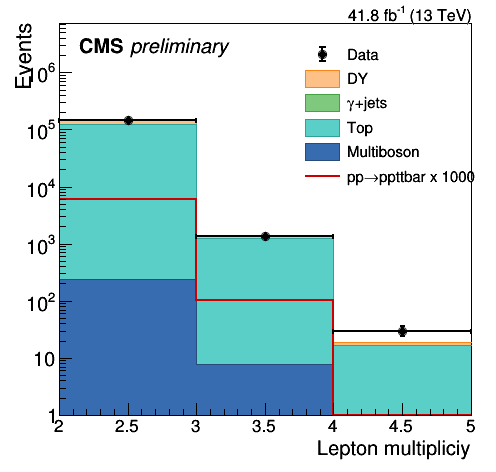 41.8 fb⁻¹ (13 TeV)
Events
CMS preliminary
Data
DY
γ+jets
Top
Multiboson
pp→ppttbar x 1000
10⁶
10⁵
10⁴
10³
10²
10
1
2 2.5 3 3.5 4 4.5 5
Lepton multipliciy